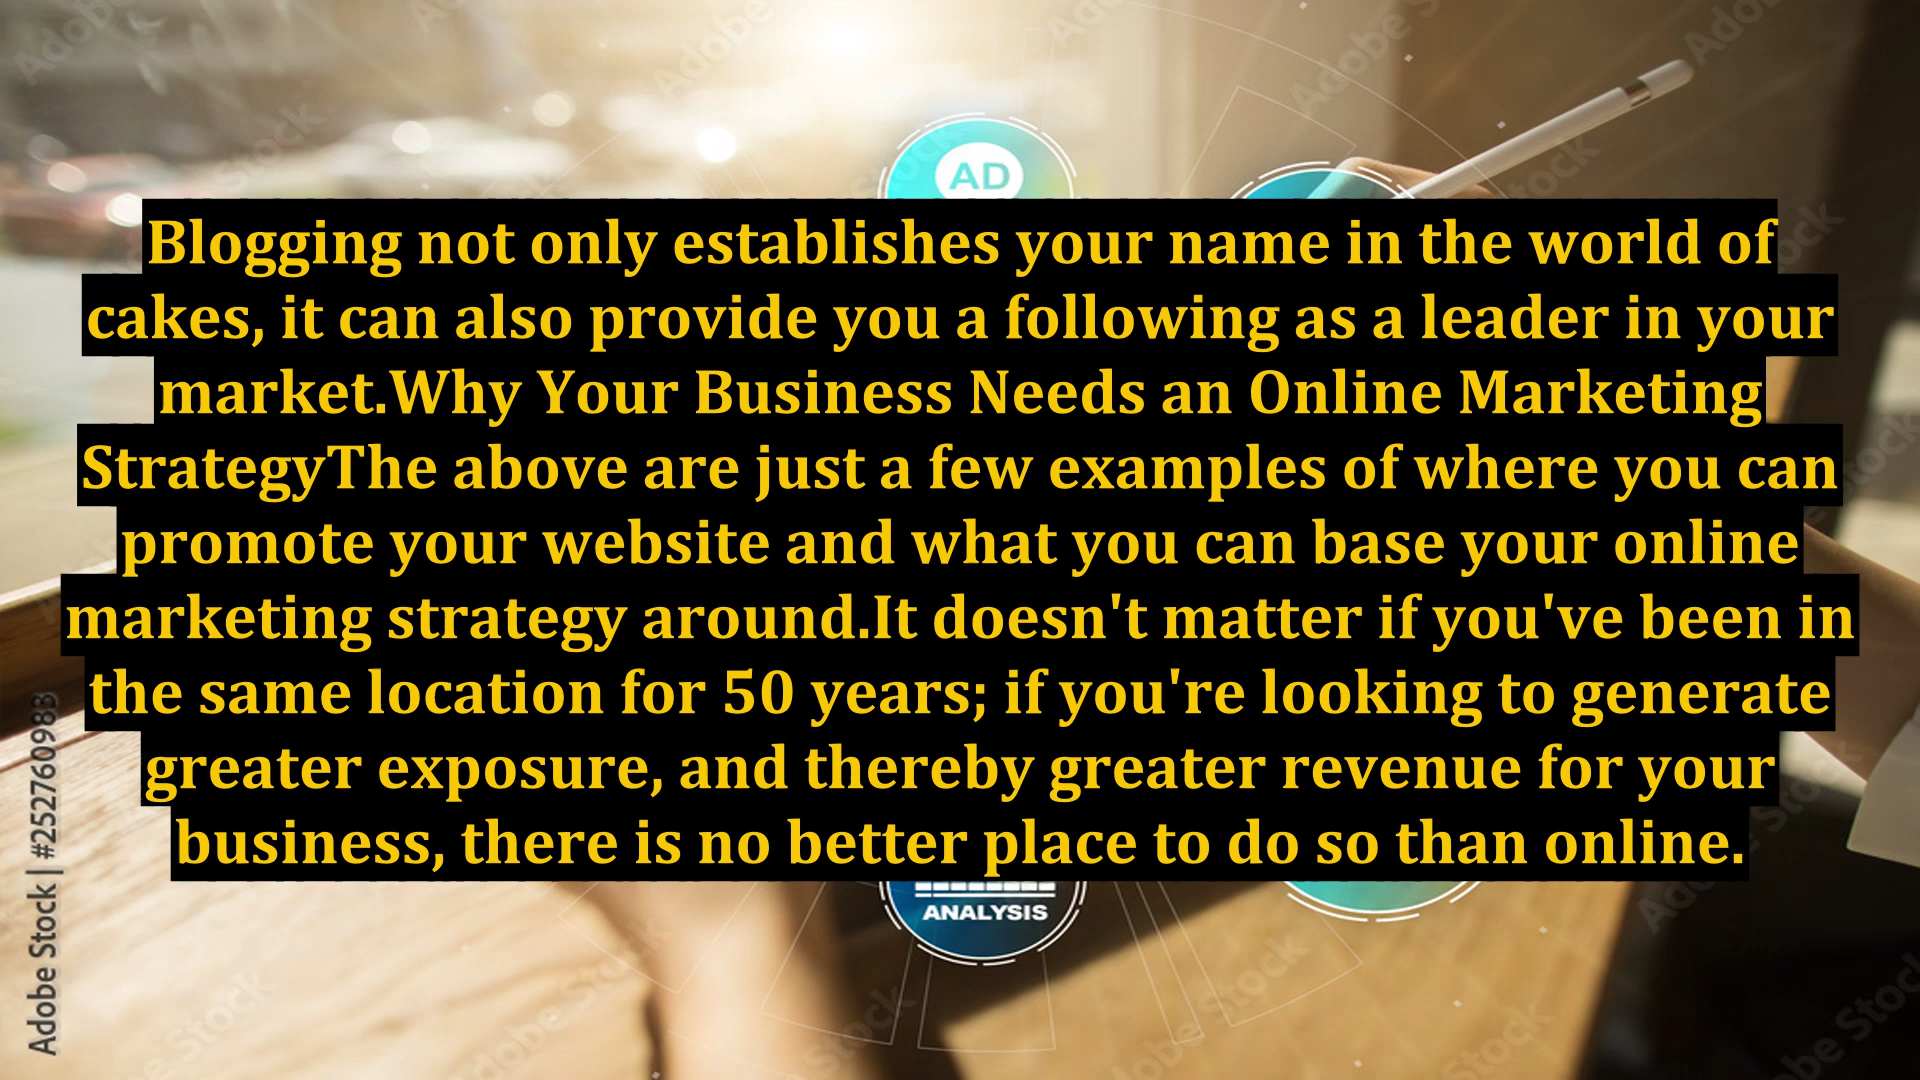 AD
Blogging not only establishes your name in the world of
cakes, it can also provide you a following as a leader in your
market.Why Your Business Needs an Online Marketing
StrategyThe above are just a few examples of where you can
promote your website and what you can base your online
marketing strategy around.It doesn't matter if you've been in
the same location for 50 years; if you're looking to generate
greater exposure, and thereby greater revenue for your
business, there is no better place to do so than online.
ANALYSIS
Adobe Stock | #252760983